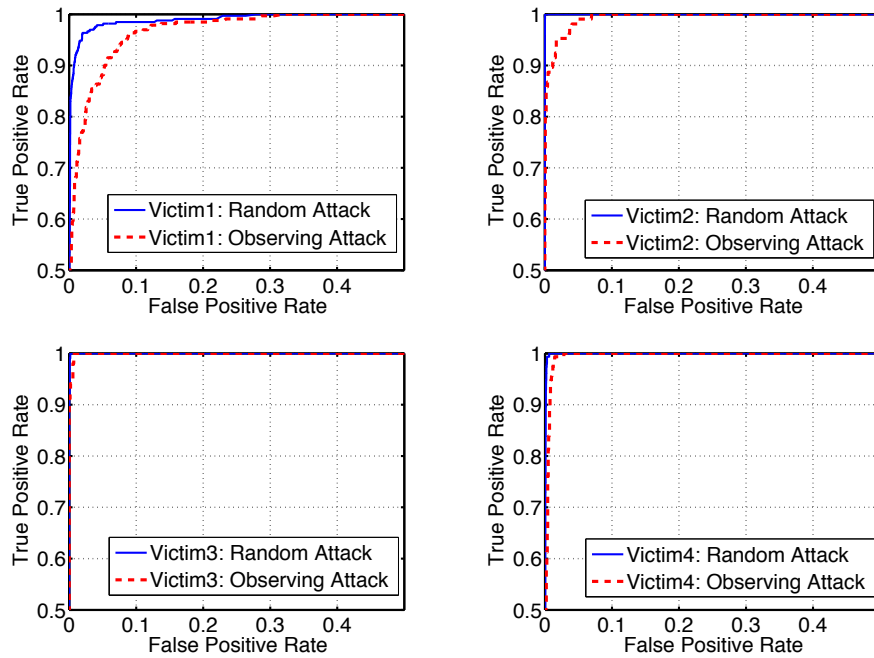 1
0.9
0.8
0.7
0.6
0.5
True Positive Rate
Victim1: Random Attack
Victim1: Observing Attack
0 0.1 0.2 0.3 0.4
False Positive Rate
1
0.9
0.8
0.7
0.6
0.5
True Positive Rate
Victim2: Random Attack
Victim2: Observing Attack
0 0.1 0.2 0.3 0.4
False Positive Rate
1
0.9
0.8
0.7
0.6
0.5
True Positive Rate
Victim3: Random Attack
Victim3: Observing Attack
0 0.1 0.2 0.3 0.4
False Positive Rate
1
0.9
0.8
0.7
0.6
0.5
True Positive Rate
Victim4: Random Attack
Victim4: Observing Attack
0 0.1 0.2 0.3 0.4
False Positive Rate